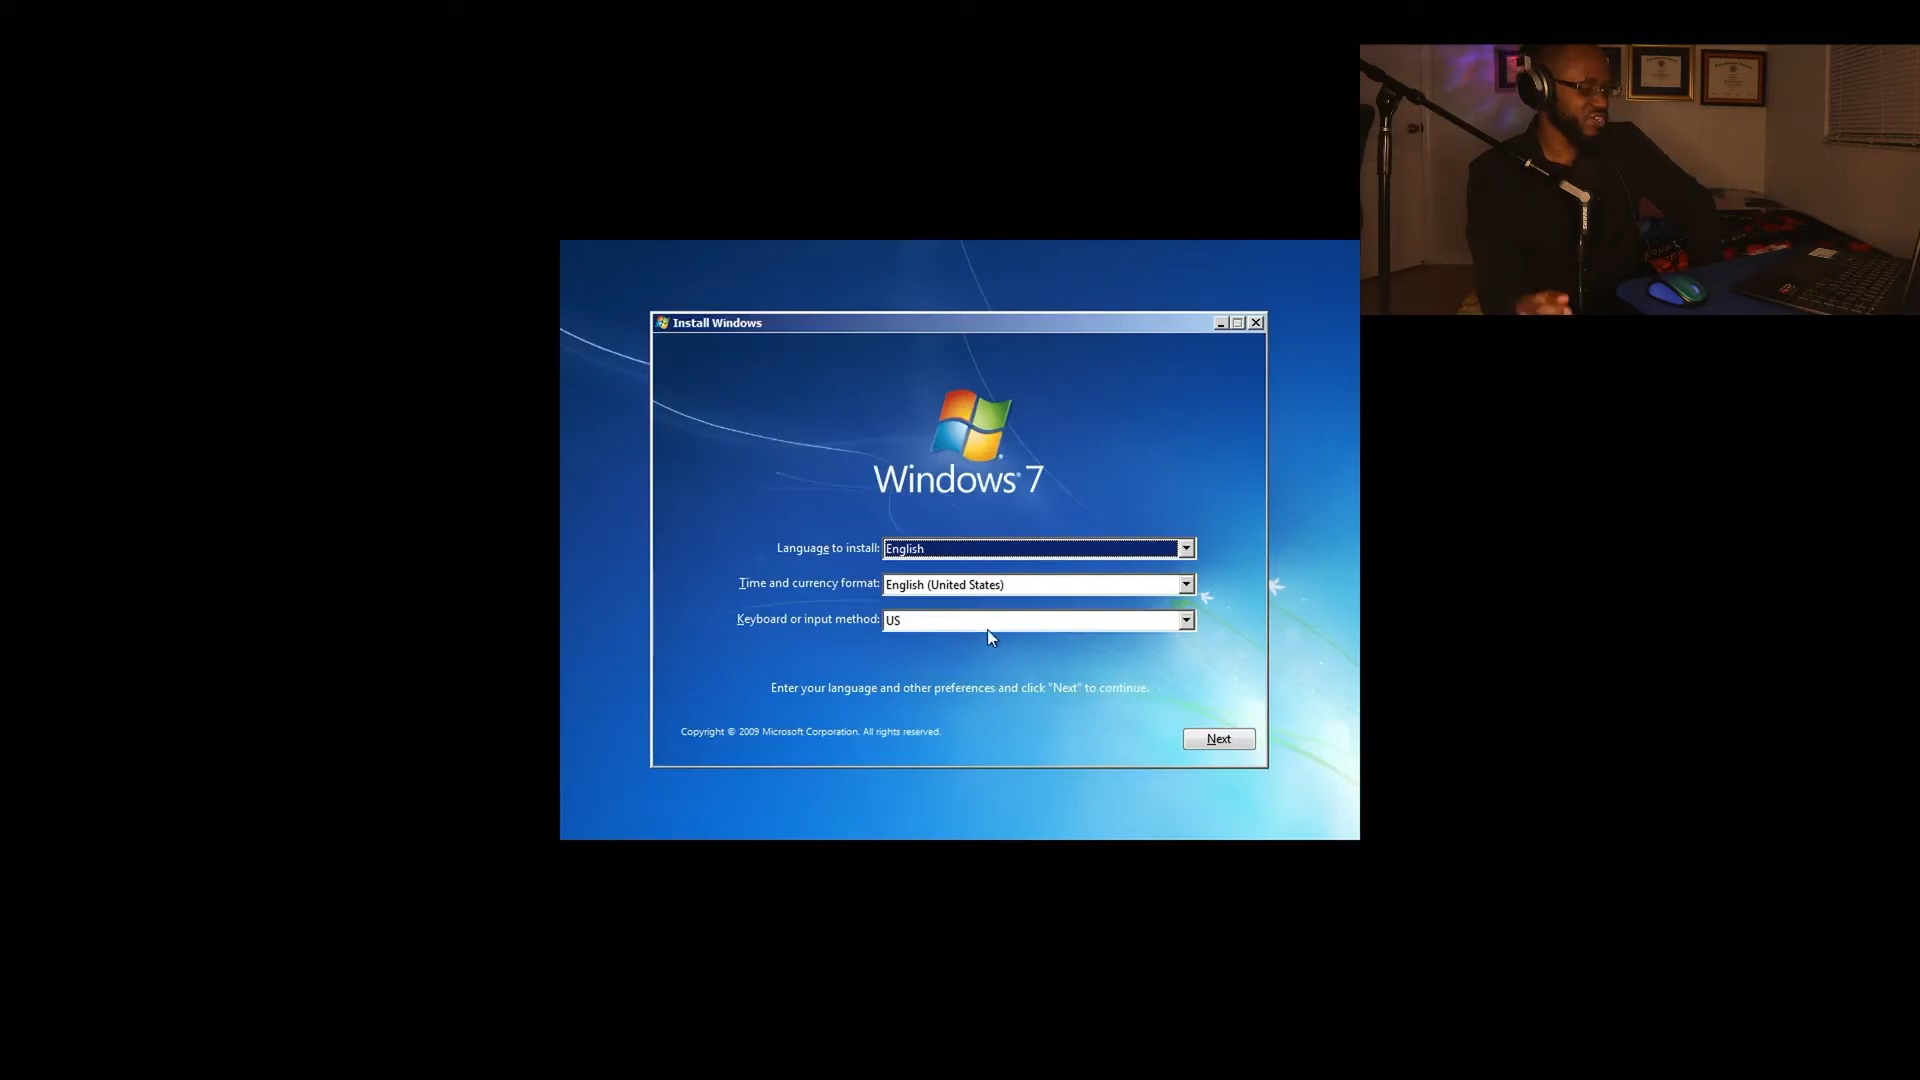 Install Windows
Windows® 7
Language to install: English
Time and currency format: English (United States)
Keyboard or input method: US
Enter your language and other preferences and click "Next" to continue.
Copyright © 2009 Microsoft Corporation. All rights reserved.
Next